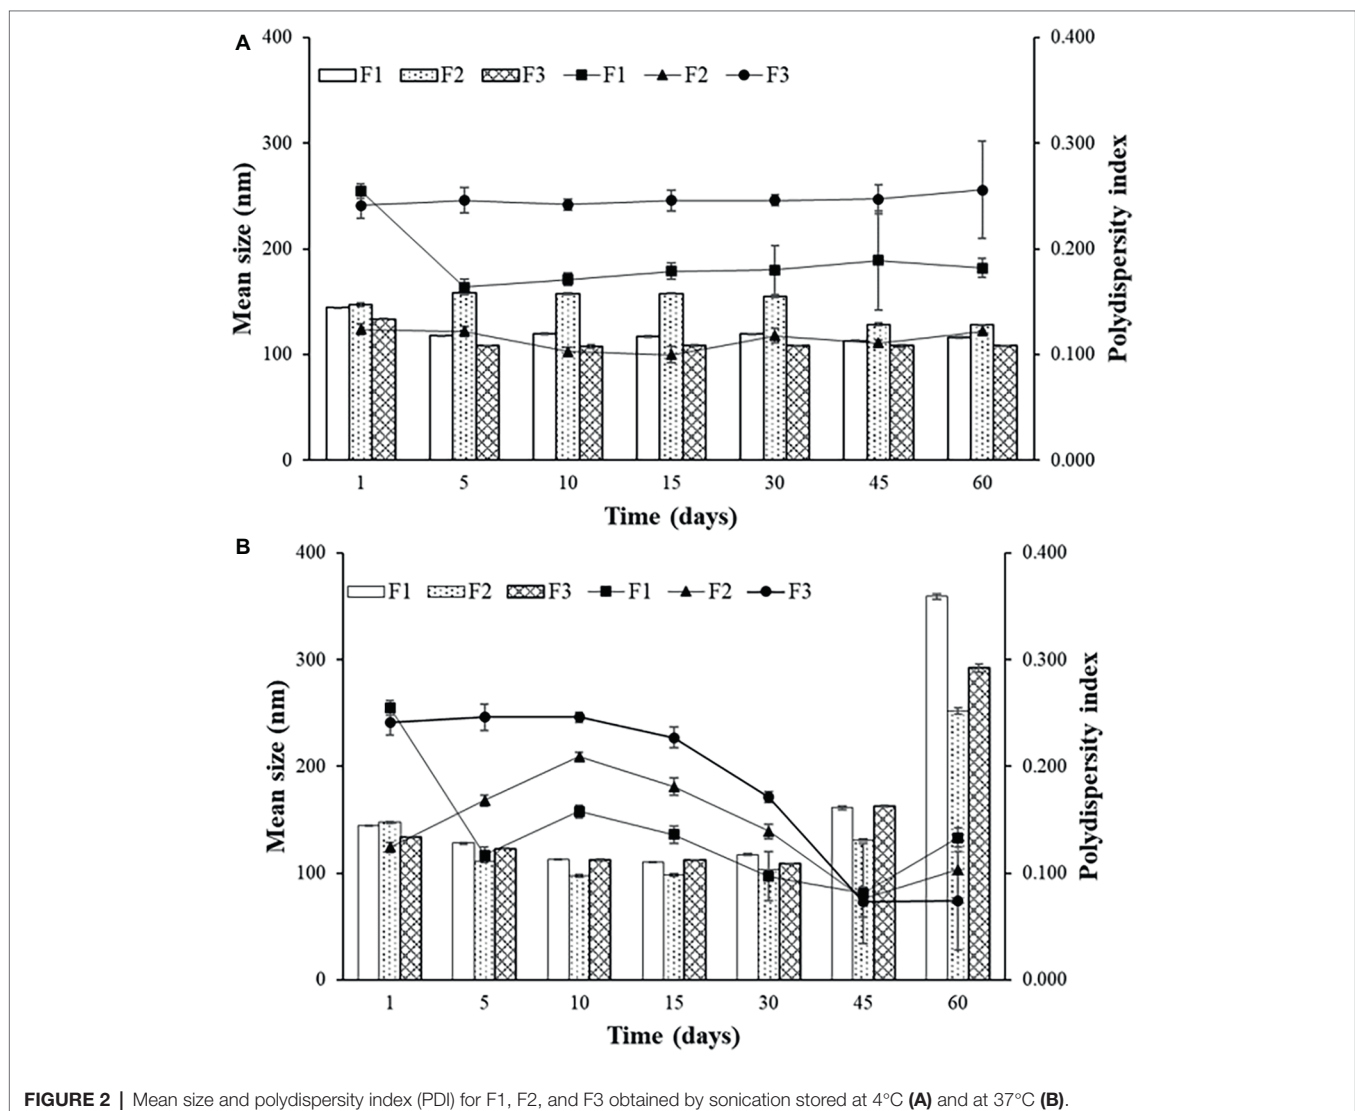 A
400
300
200
100
0
Mean size (nm)
F1 F2 F3 F1 F2 F3
0.400
0.300
0.200
0.100
0.000
Polydispersity index
1 5 10 15 30 45 60
Time (days)
B
400
300
200
100
0
Mean size (nm)
F1 F2 F3 F1 F2 F3
0.400
0.300
0.200
0.100
0.000
Polydispersity index
1 5 10 15 30 45 60
Time (days)
FIGURE 2 | Mean size and polydispersity index (PDI) for F1, F2, and F3 obtained by sonication stored at 4°C (A) and at 37°C (B).